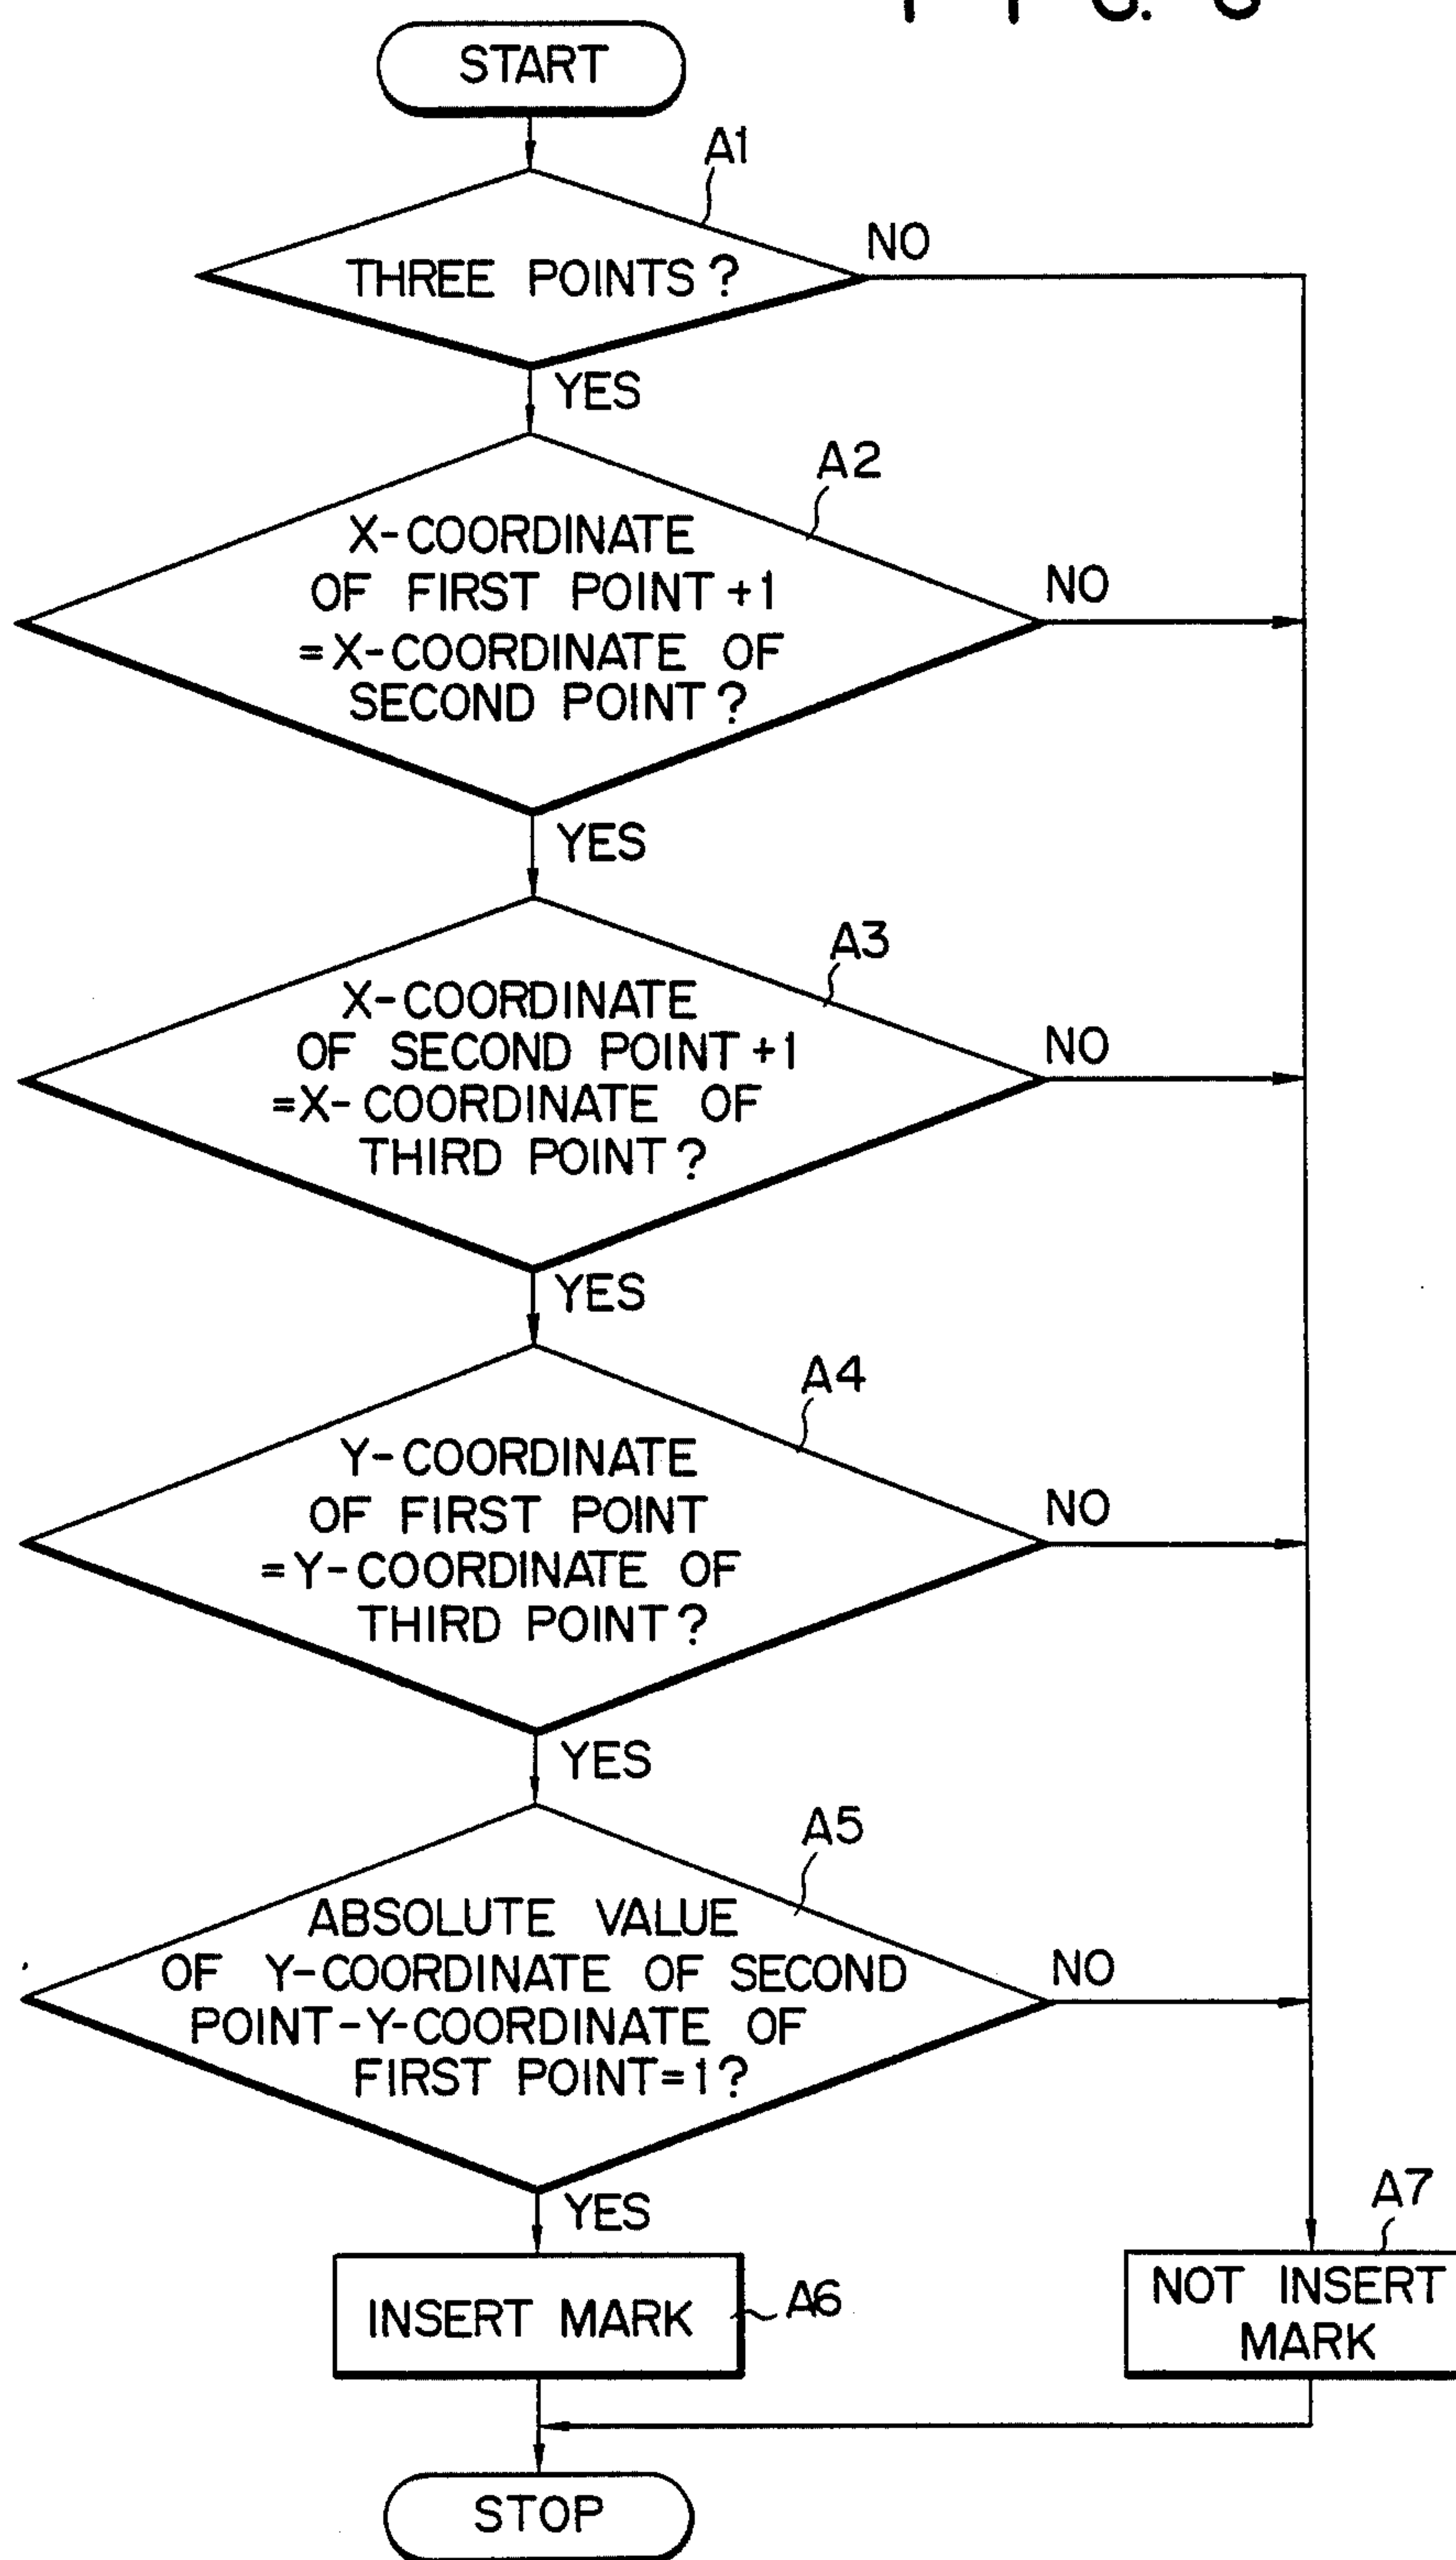 START
A1
THREE POINTS?
NO
YES
A2
X-COORDINATE
OF FIRST POINT+1
=X-COORDINATE OF
SECOND POINT?
NO
YES
A3
X-COORDINATE
OF SECOND POINT+1
=X-COORDINATE OF
THIRD POINT?
NO
YES
A4
Y-COORDINATE
OF FIRST POINT
=Y-COORDINATE OF
THIRD POINT?
NO
YES
A5
ABSOLUTE VALUE
OF Y-COORDINATE OF SECOND
POINT-Y-COORDINATE OF
FIRST POINT=1?
NO
YES
INSERT MARK
A6
A7
NOT INSERT
MARK
STOP